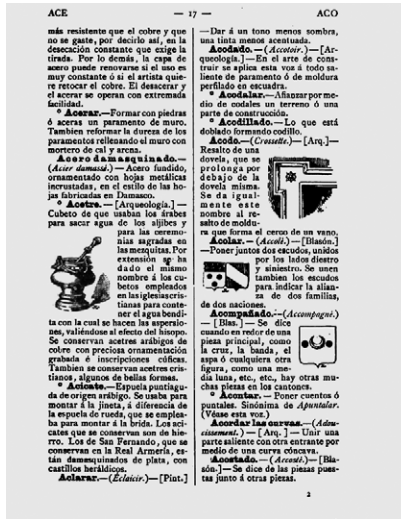 ACE — 17 — ACO
más resistente que el cobre y que
no se gaste, por decirlo así, en la
desecación constante que exige la
tirada. Por lo demás, la capa de
acero puede renovarse si el uso es
muy constante ó si el artista quie-
re retocar el cobre. El desacerar y
el acerar se operan con extremada
facilidad.
* Acerar.—Formar con piedras
ó aceras un paramento de muro.
Tambien reformar la dureza de los
paramentos rellenando el muro con
mortero de cal y arena.
Acero damasquinado.—
(Acier damassé.) — Acero fundido,
ornamentado con hojas metálicas
incrustadas, en el estilo de las ho-
jas fabricadas en Damasco.
* Acetre. — [Arqueología.] —
Cubeto de que usaban los árabes
para sacar agua de los aljibes y
para las ceremo-
nias sagradas en
las mezquitas. Por
extensión se ha
dado el mismo
nombre á los cu-
betos empleados
en las iglesias cris-
tianas para conte-
ner el agua bendi-
ta con la cual se hacen las aspersio-
nes, valiéndose al efecto del hisopo.
Se conservan acetres arábigos de
cobre con preciosa ornamentación
grabada é inscripciones cúficas.
Tambien se conservan acetres cris-
tianos, algunos de bellas formas.
* Acicate.—Espuela puntiagu-
da de origen arábigo. Se usaba para
montar á la jineta, á diferencia de
la espuela de rueda, que se emplea-
ba para montar á la brida. Los aci-
cates que se conservan son de hie-
rro. Los de San Fernando, que se
conservan en la Real Armería, es-
tán damasquinados de plata, con
castillos heráldicos.
Aclarar.—(Éclaicir.)— [Pint.]
—Dar á un tono menos sombra,
una tinta menos acentuada.
Acodado.—(Accotoir.) — [Ar-
queología.] — En el arte de cons-
truir se aplica esta voz á todo sa-
liente de paramento ó de moldura
perfilado en escuadra.
* Acodalar.—Afianzar por me-
dio de codales un terreno ó una
parte de construcción.
* Acodillado.— Lo que está
doblado formando codillo.
Acodo.—(Crossette.) — [Arq.]—
Resalto de una
dovela, que se
prolonga por
debajo de la
dovela misma.
Se da igual-
mente este
nombre al re-
salto de moldu-
ra que forma el cerco de un vano.
Acolar. — (Accolé.) — [Blasón.]
—Poner juntos dos escudos, unidos
por los lados diestro
y siniestro. Se unen
tambien los escudos
para indicar la alian-
za de dos familias,
de dos naciones.
Acompañado.—(Accompagné.)
— [Blas.] — Se dice
cuando en redor de una
pieza principal, como
la cruz, la banda, el
aspa ó cualquiera otra
figura, como una me-
dia luna, etc., etc., hay otras mu-
chas piezas en los cantones.
* Acontar. — Poner cuentos ó
puntales. Sinónima de Apuntalar.
(Véase esta voz.)
Acordar las curvas.—(Adou-
cissement.) — [Arq.] — Unir una
parte saliente con otra entrante por
medio de una curva cóncava.
Acostado.— (Accosté.)— [Bla-
són.]—Se dice de las piezas pues-
tas junto á otras piezas.
2